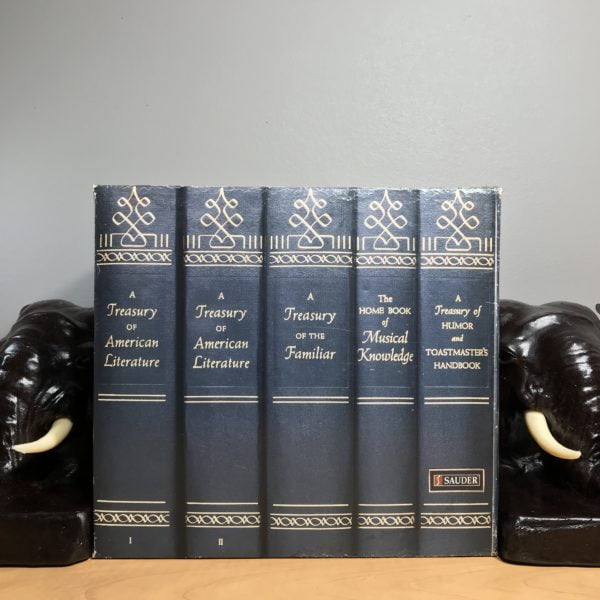 A
Treasury
OF
American
Literature
I
A
Treasury
OF
American
Literature
II
A
Treasury
OF THE
Familiar
The
HOME BOOK
of
Musical
Knowledge
A
Treasury of
HUMOR
and
TOASTMASTER'S
HANDBOOK
S SAUDER